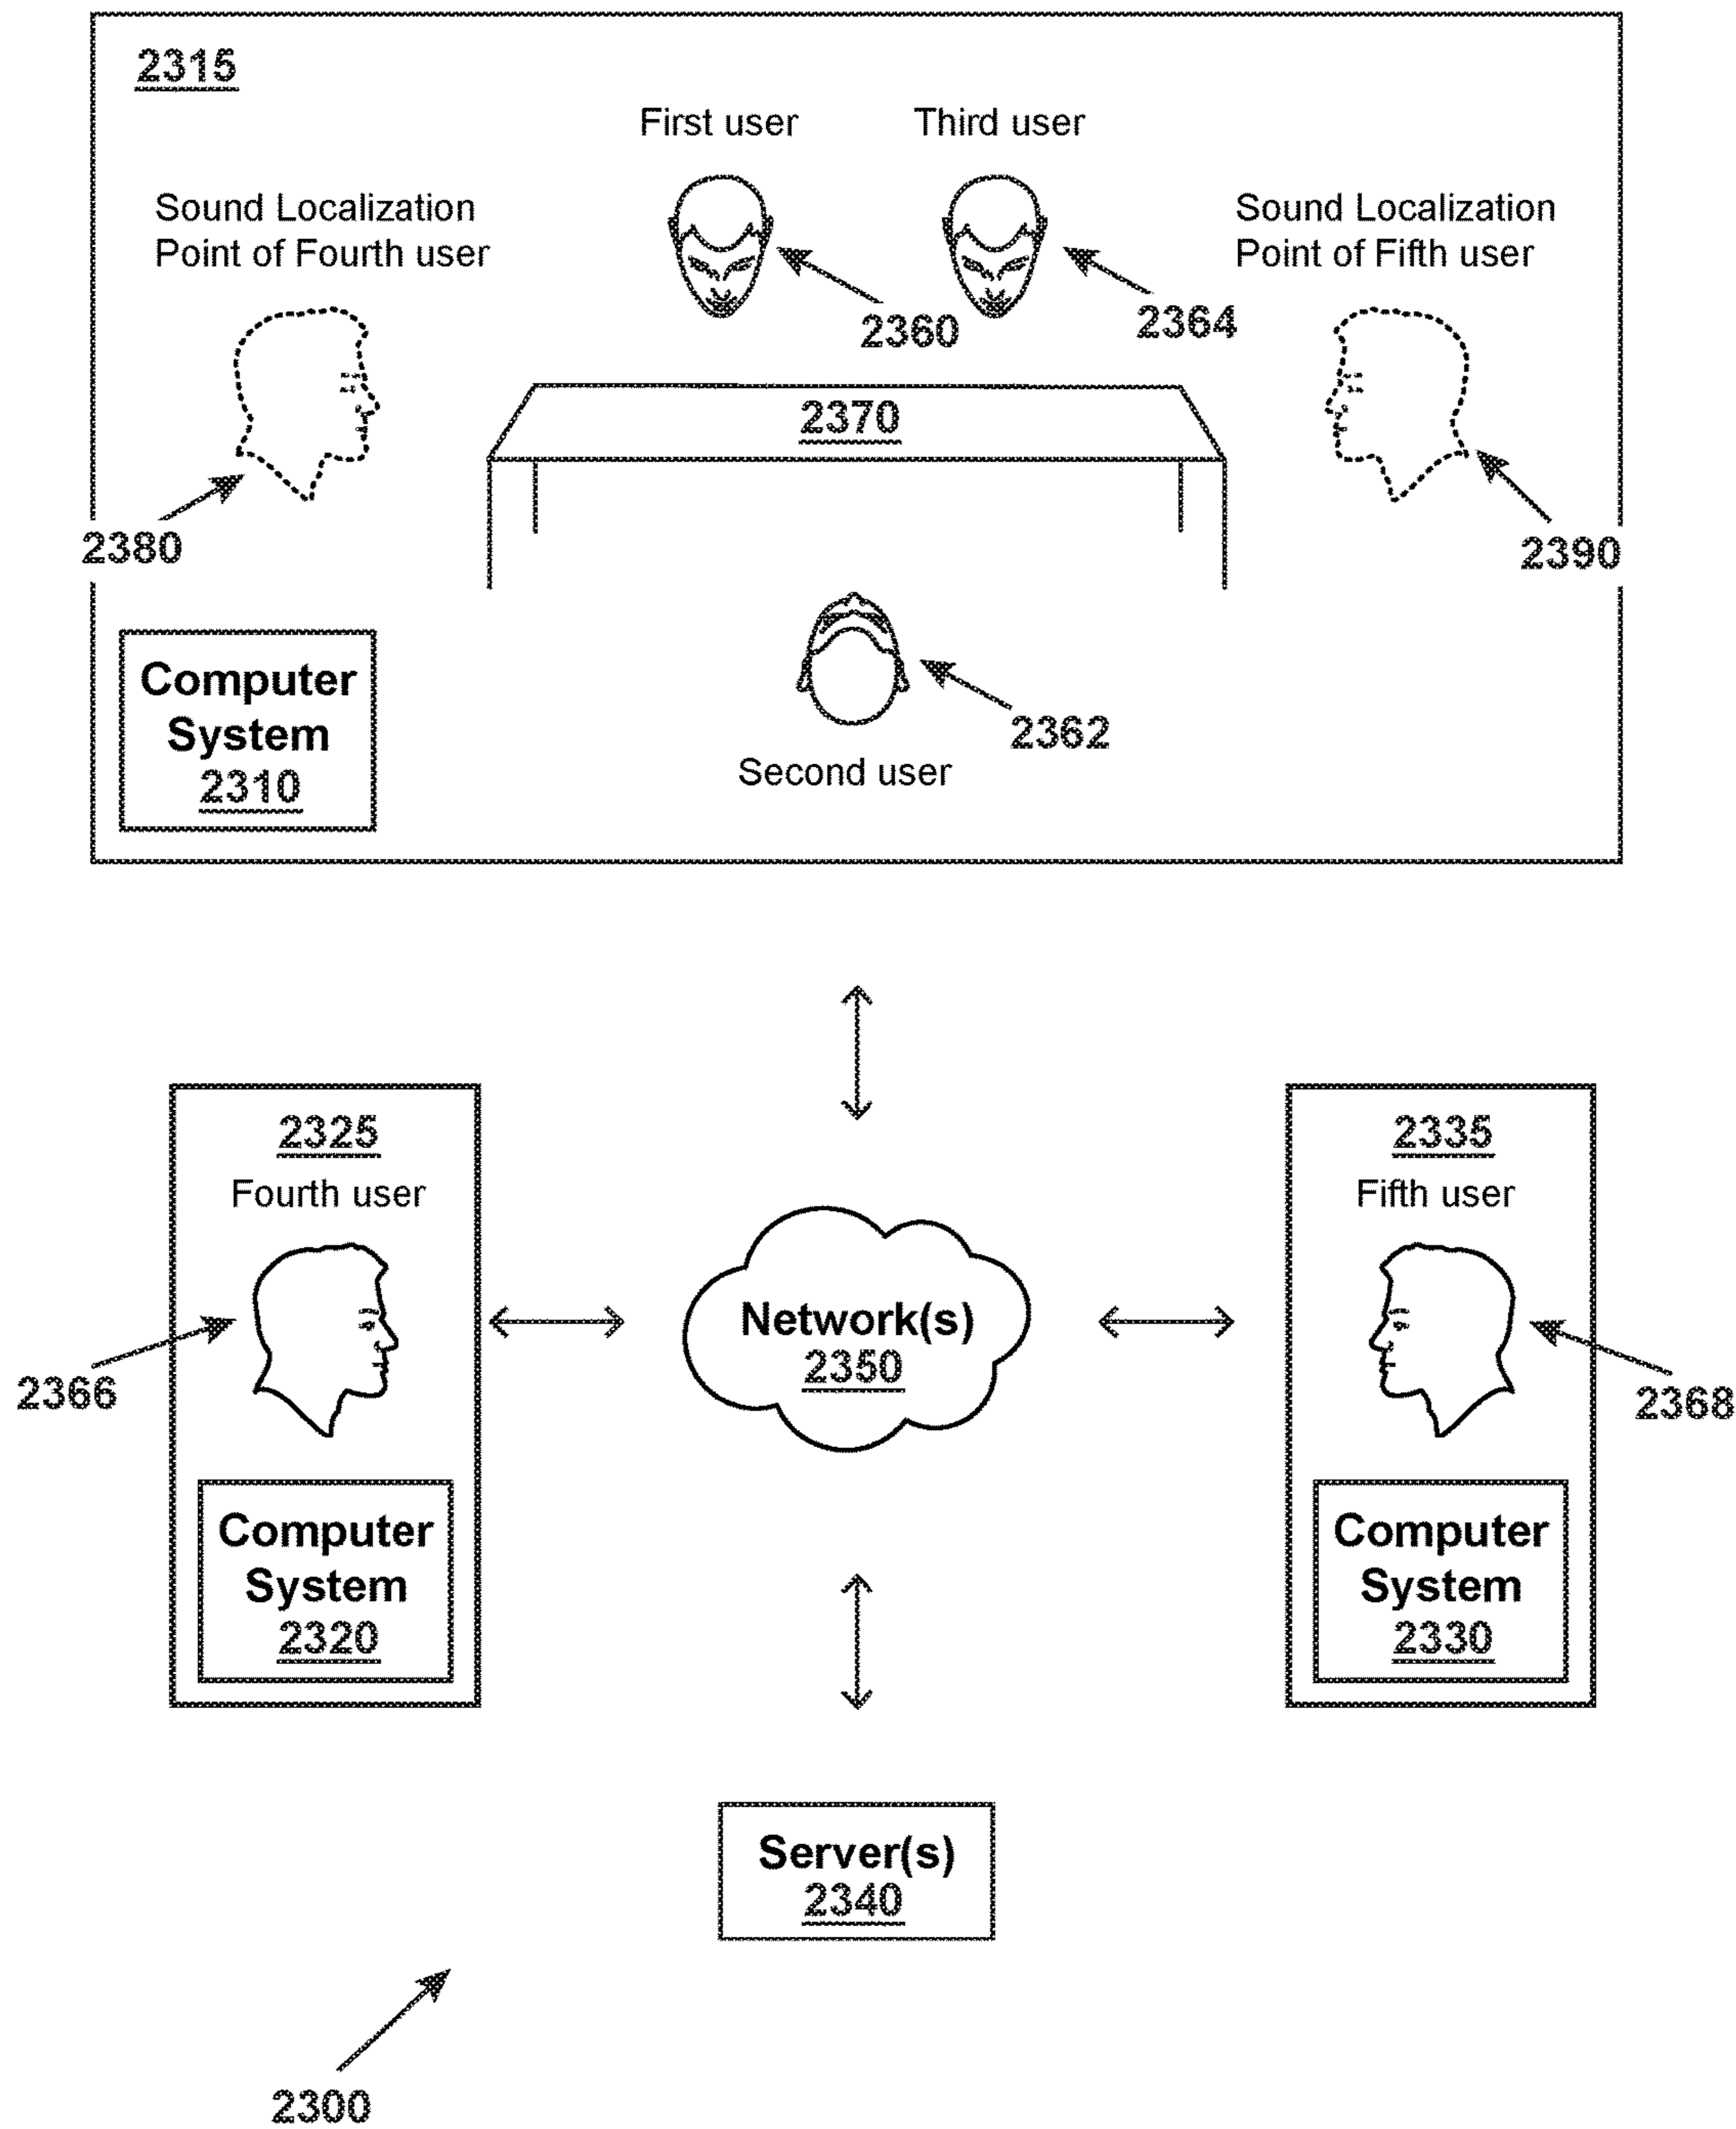 2315
First user
Third user
Sound Localization
Point of Fourth user
Sound Localization
Point of Fifth user
2360
2364
2370
2380
2390
Computer
System
2310
2362
Second user
2325
Fourth user
2335
Fifth user
Network(s)
2350
2366
2368
Computer
System
2320
Computer
System
2330
Server(s)
2340
2300